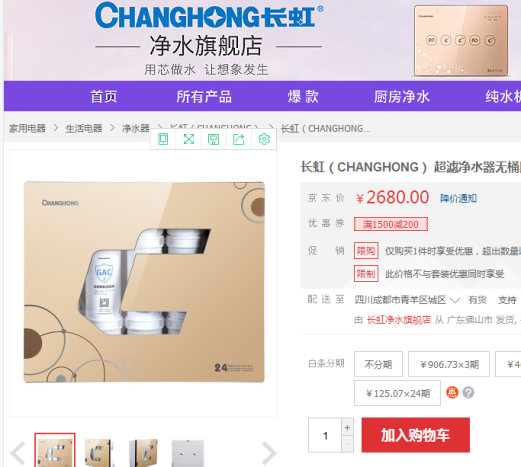 CHANGHONG长虹®
净水旗舰店
用芯做水 让想象发生
首页 所有产品 爆 款 厨房净水 纯水机
家用电器 > 生活电器 > 净水器 > 长虹（CHANGHONG） > 长虹（CHANGHONG...
长虹（CHANGHONG） 超滤净水器无桶
京 东 价 ￥2680.00 降价通知
优 惠 券 满1500减200
促 销 限购 仅购买1件时享受优惠，超出数量
限制 此价格不与套装优惠同时享受
配 送 至 四川成都市青羊区城区 有货 支持
由 长虹净水旗舰店 从 广东佛山市 发货,
白条分期 不分期 ￥906.73×3期
￥125.07×24期 惠 ?
1 + - 加入购物车
CHANGHONG
GAC
24